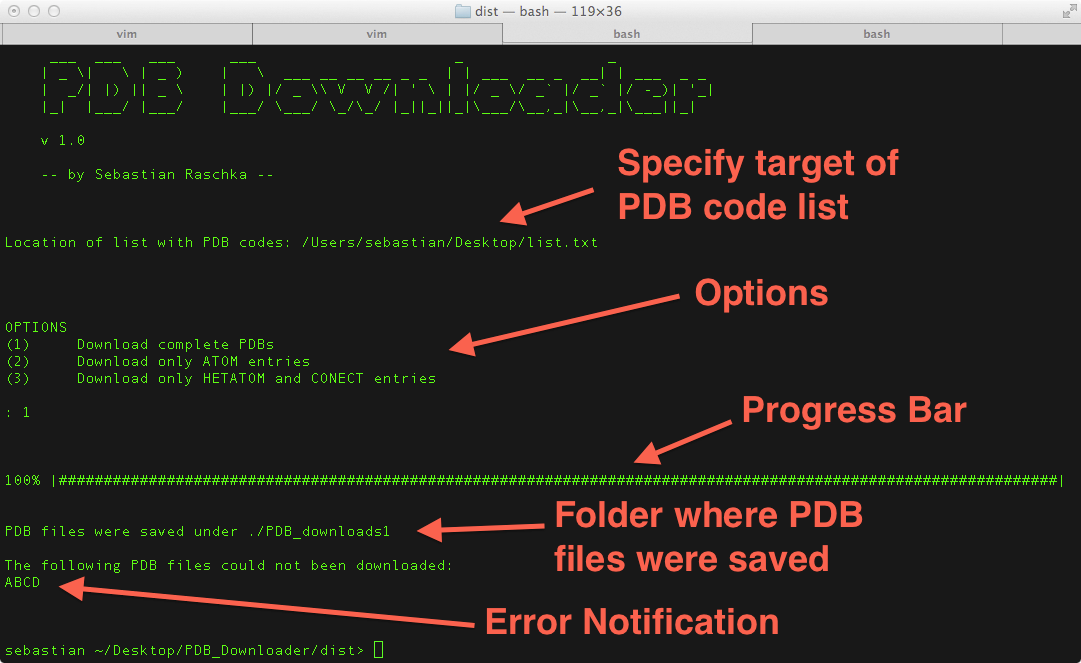 dist — bash — 119×36
vim
vim
bash
bash
PDB Downloader
v 1.0
-- by Sebastian Raschka --
Specify target of
PDB code list
Location of list with PDB codes: /Users/sebastian/Desktop/list.txt
Options
OPTIONS
(1) Download complete PDBs
(2) Download only ATOM entries
(3) Download only HETATOM and CONECT entries
: 1
Progress Bar
100% |###############################################################################################################|
Folder where PDB
files were saved
PDB files were saved under ./PDB_downloads1
The following PDB files could not been downloaded:
ABCD
Error Notification
sebastian ~/Desktop/PDB_Downloader/dist>